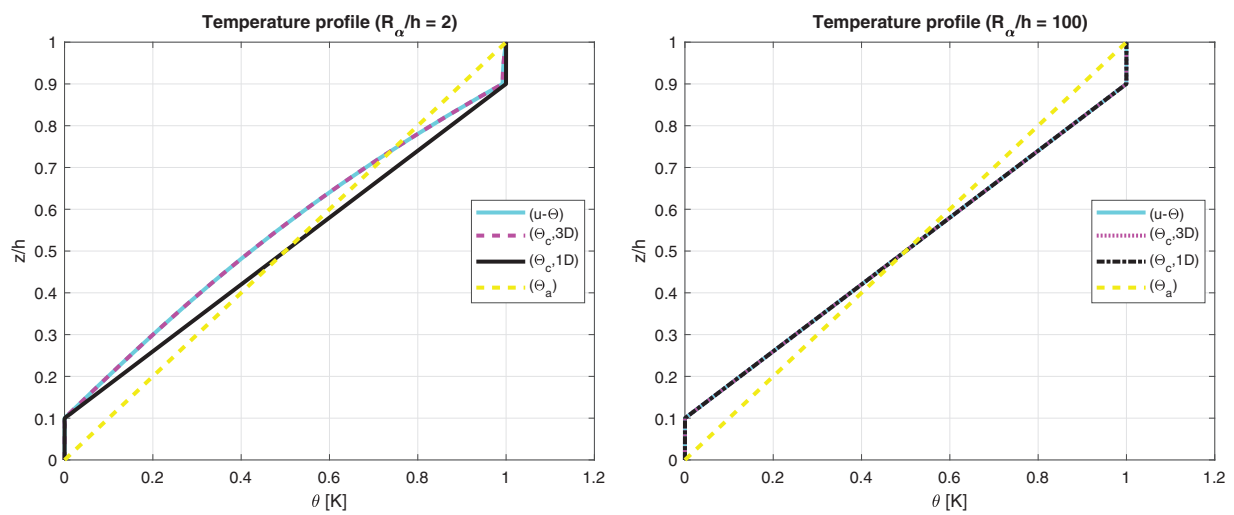 Temperature profile (R_α/h = 2)
1
0.9
0.8
0.7
0.6
0.5
0.4
0.3
0.2
0.1
0
z/h
(u-Θ)
(Θ_c,3D)
(Θ_c,1D)
(Θ_a)
0 0.2 0.4 0.6 0.8 1 1.2
θ [K]
Temperature profile (R_α/h = 100)
1
0.9
0.8
0.7
0.6
0.5
0.4
0.3
0.2
0.1
0
z/h
(u-Θ)
(Θ_c,3D)
(Θ_c,1D)
(Θ_a)
0 0.2 0.4 0.6 0.8 1 1.2
θ [K]